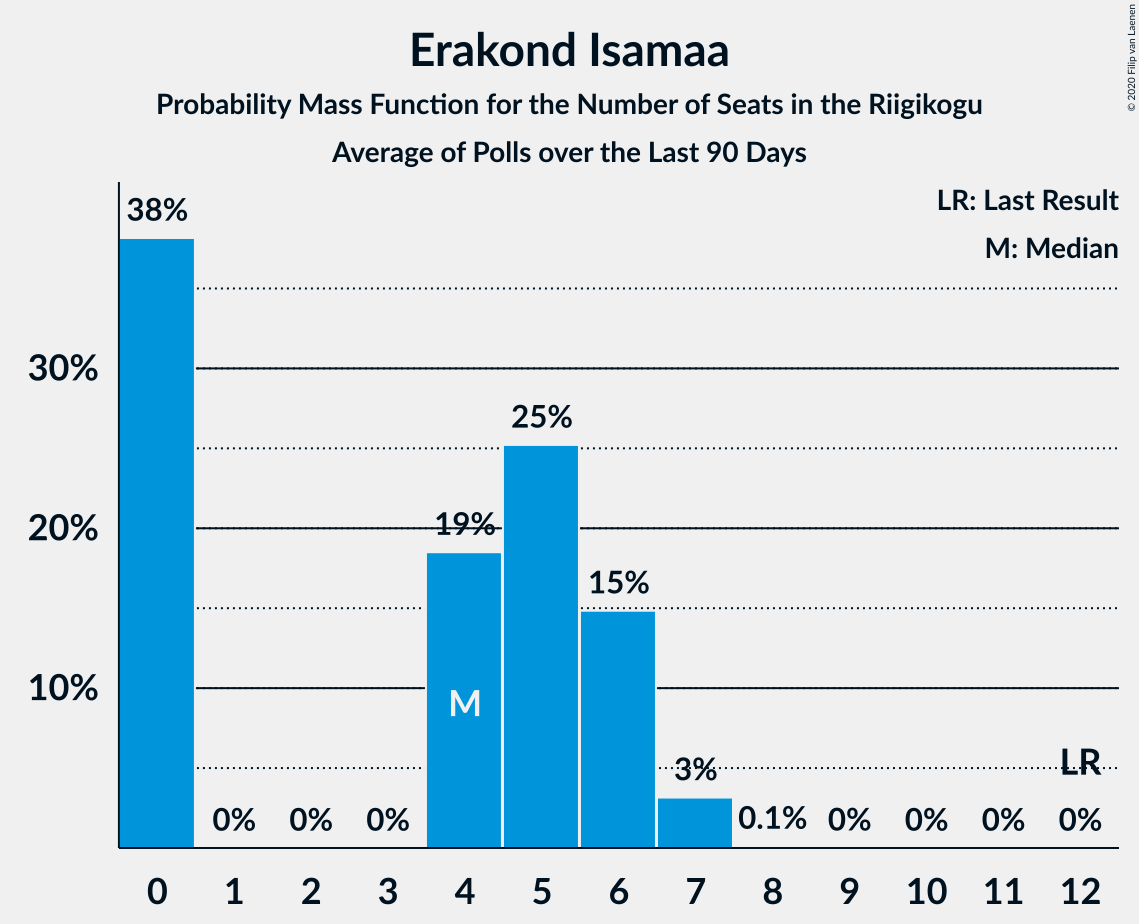 Erakond Isamaa
Probability Mass Function for the Number of Seats in the Riigikogu
Average of Polls over the Last 90 Days
© 2020 Filip van Laenen
LR: Last Result
M: Median
38%
30%
25%
20%
19%
15%
10%
M
LR
3%
0% 0% 0% 0.1% 0% 0% 0% 0%
0 1 2 3 4 5 6 7 8 9 10 11 12